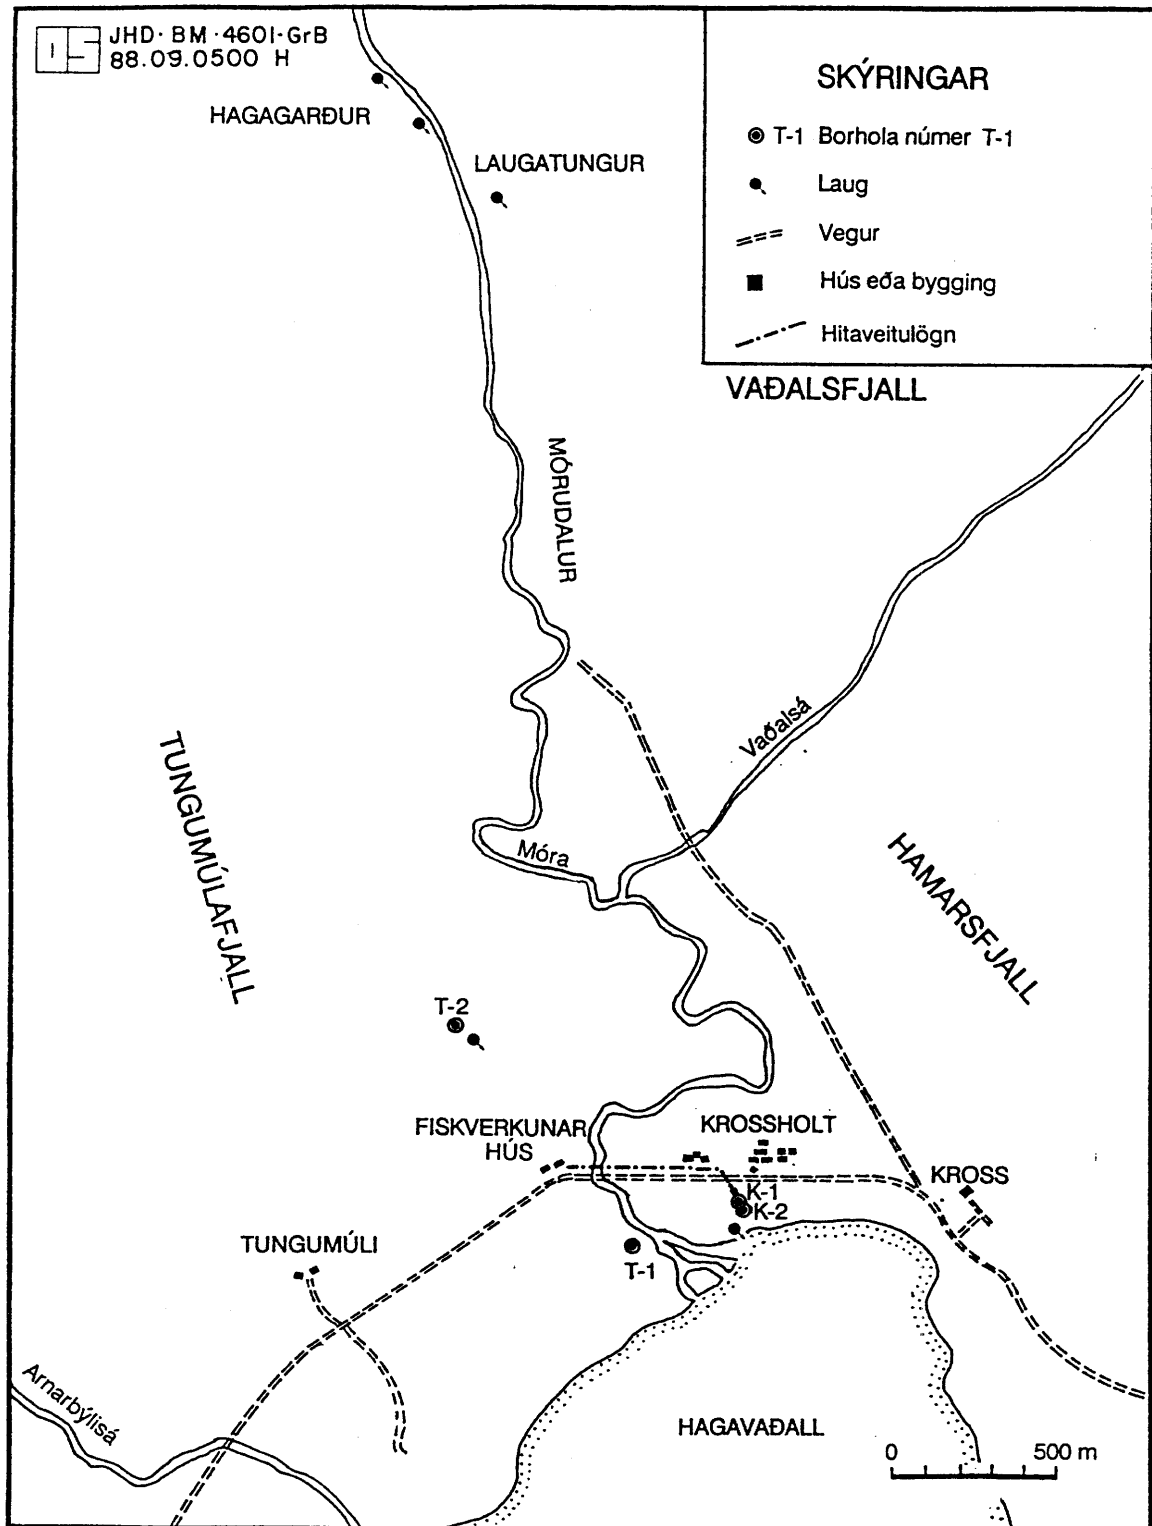 OS
JHD·BM·4601·GrB
88.09.0500 H
SKÝRINGAR
T-1 Borhola númer T-1
Laug
Vegur
Hús eða bygging
Hitaveitulögn
HAGAGARÐUR
LAUGATUNGUR
VAÐALSFJALL
MÓRUDALUR
Vaðalsá
TUNGUMÚLAFJALL
Móra
HAMARSFJALL
T-2
FISKVERKUNAR
HÚS
KROSSHOLT
KROSS
K-1
K-2
TUNGUMÚLI
T-1
Arnarbýlisá
HAGAVAÐALL
0 500 m